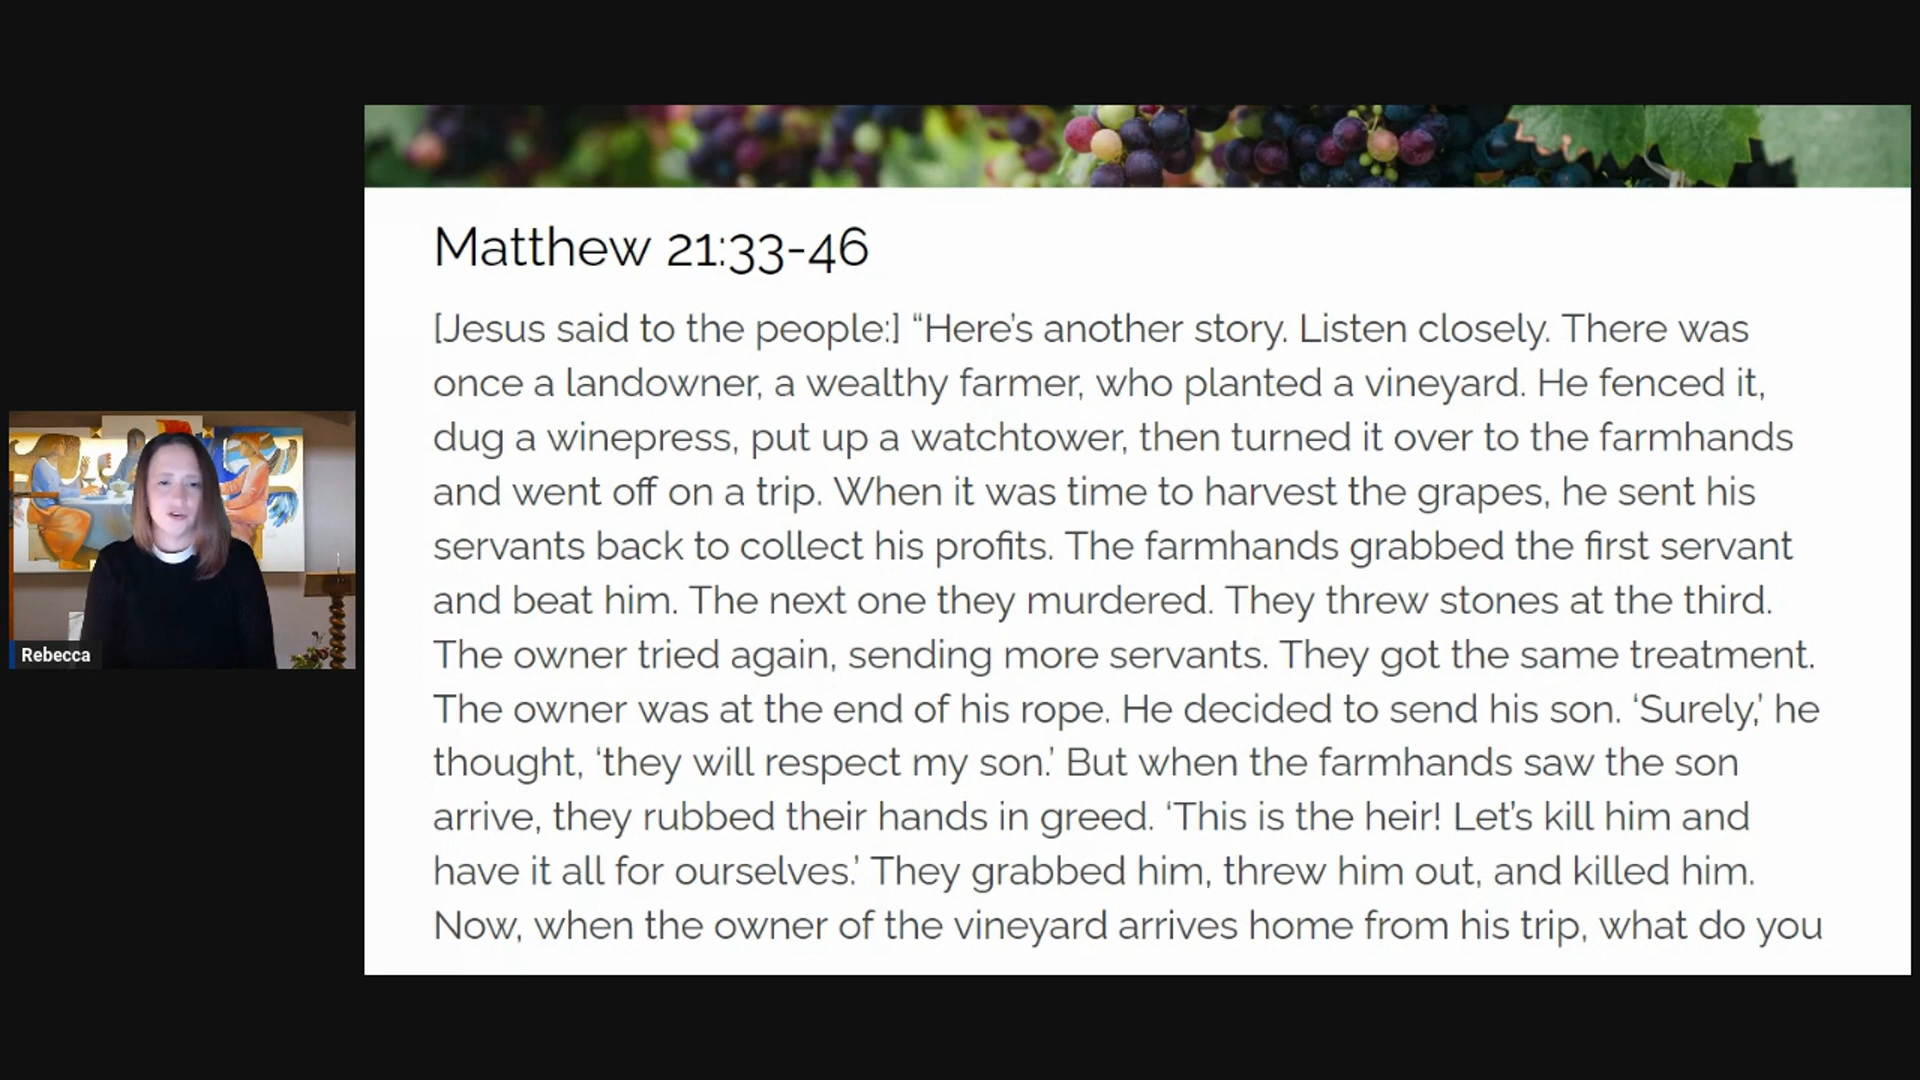 Matthew 21:33-46
[Jesus said to the people:] “Here’s another story. Listen closely. There was
once a landowner, a wealthy farmer, who planted a vineyard. He fenced it,
dug a winepress, put up a watchtower, then turned it over to the farmhands
and went off on a trip. When it was time to harvest the grapes, he sent his
servants back to collect his profits. The farmhands grabbed the first servant
and beat him. The next one they murdered. They threw stones at the third.
The owner tried again, sending more servants. They got the same treatment.
The owner was at the end of his rope. He decided to send his son. ‘Surely,’ he
thought, ‘they will respect my son.’ But when the farmhands saw the son
arrive, they rubbed their hands in greed. ‘This is the heir! Let’s kill him and
have it all for ourselves.’ They grabbed him, threw him out, and killed him.
Now, when the owner of the vineyard arrives home from his trip, what do you
Rebecca